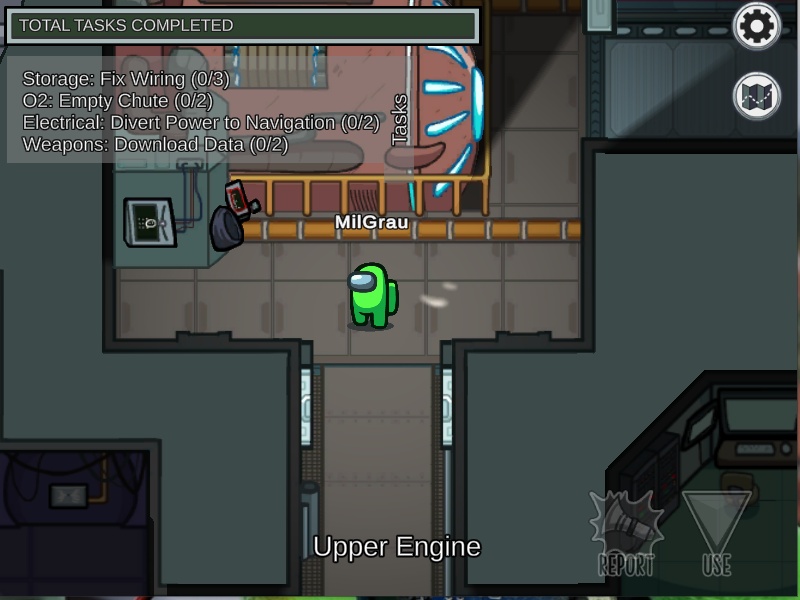 TOTAL TASKS COMPLETED
Storage: Fix Wiring (0/3)
O2: Empty Chute (0/2)
Electrical: Divert Power to Navigation (0/2)
Weapons: Download Data (0/2)
Tasks
MilGrau
Upper Engine
REPORT
USE